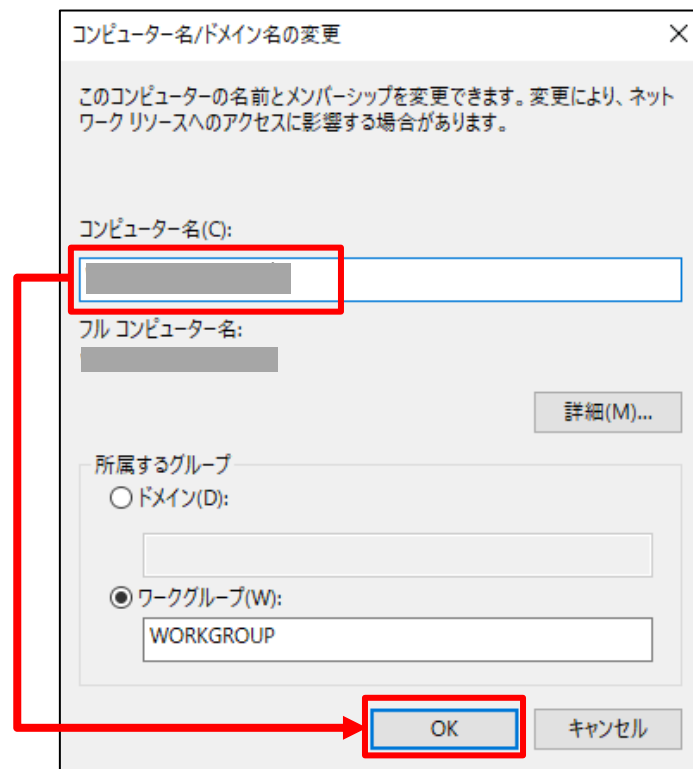 コンピューター名/ドメイン名の変更
このコンピューターの名前とメンバーシップを変更できます。変更により、ネット
ワーク リソースへのアクセスに影響する場合があります。
コンピューター名(C):
フル コンピューター名:
詳細(M)...
所属するグループ
ドメイン(D):
ワークグループ(W):
WORKGROUP
OK
キャンセル